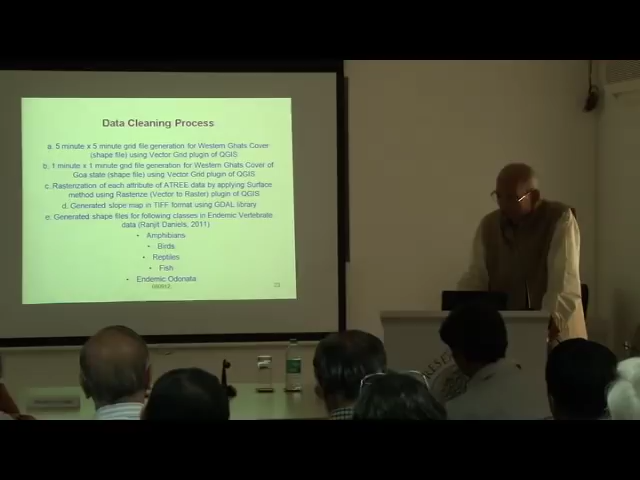 Data Cleaning Process
a. 5 minute x 5 minute grid file generation for Western Ghats Cover
(shape file) using Vector Grid plugin of QGIS
b. 1 minute x 1 minute grid file generation for Western Ghats Cover of
Goa state (shape file) using Vector Grid plugin of QGIS
c. Rasterization of each attribute of ATREE data by applying Surface
method using Rasterize (Vector to Raster) plugin of QGIS
d. Generated slope map in TIFF format using GDAL library
e. Generated shape files for following classes in Endemic Vertebrate
data (Ranjit Daniels, 2011)
• Amphibians
• Birds
• Reptiles
• Fish
• Endemic Odonata